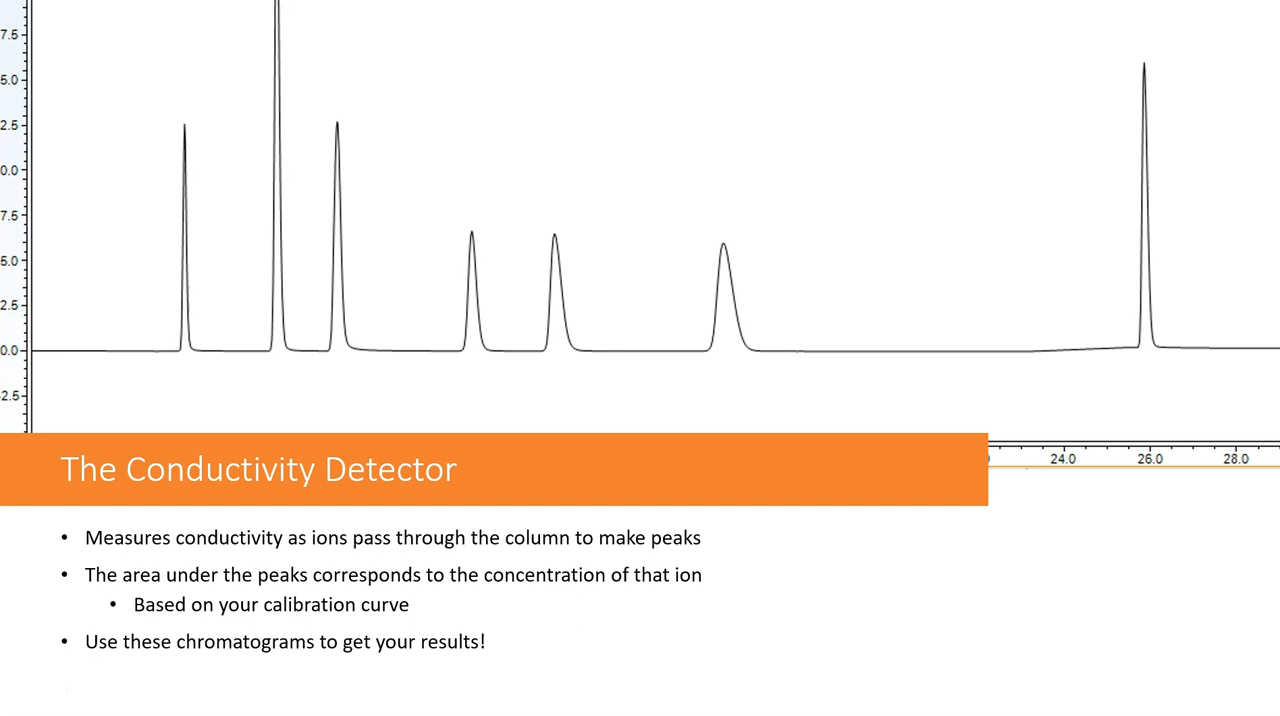 7.5
5.0
2.5
0.0
7.5
5.0
2.5
0.0
2.5
24.0 26.0 28.0
The Conductivity Detector
• Measures conductivity as ions pass through the column to make peaks
• The area under the peaks corresponds to the concentration of that ion
• Based on your calibration curve
• Use these chromatograms to get your results!